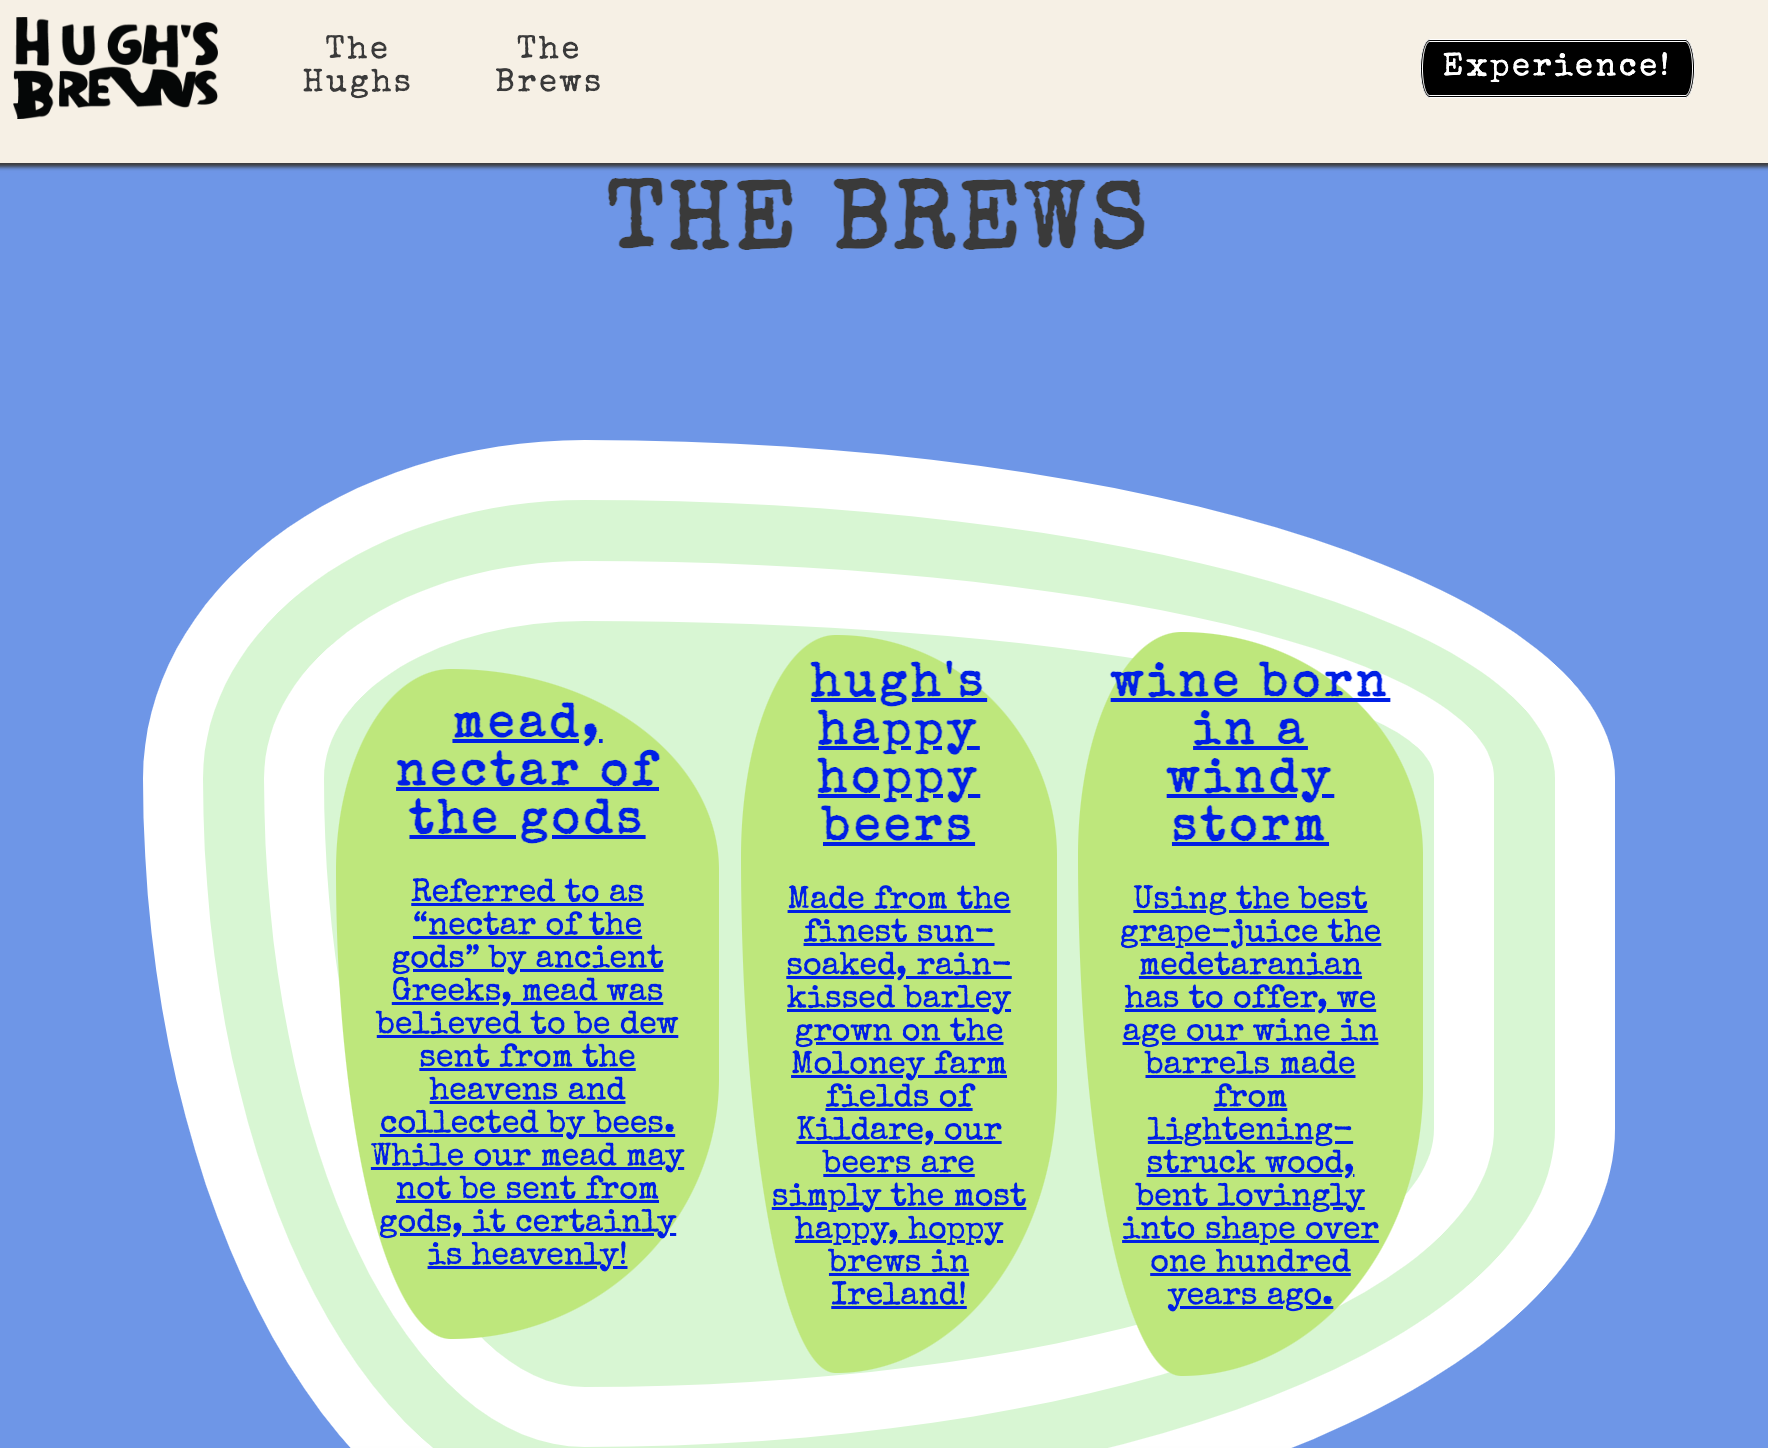 HUGH'S
BREWS
The
Hughs
The
Brews
Experience!
THE BREWS
mead,
nectar of
the gods
Referred to as
“nectar of the
gods” by ancient
Greeks, mead was
believed to be dew
sent from the
heavens and
collected by bees.
While our mead may
not be sent from
gods, it certainly
is heavenly!
hugh's
happy
hoppy
beers
Made from the
finest sun-
soaked, rain-
kissed barley
grown on the
Moloney farm
fields of
Kildare, our
beers are
simply the most
happy, hoppy
brews in
Ireland!
wine born
in a
windy
storm
Using the best
grape-juice the
medetaranian
has to offer, we
age our wine in
barrels made
from
lightening-
struck wood,
bent lovingly
into shape over
one hundred
years ago.